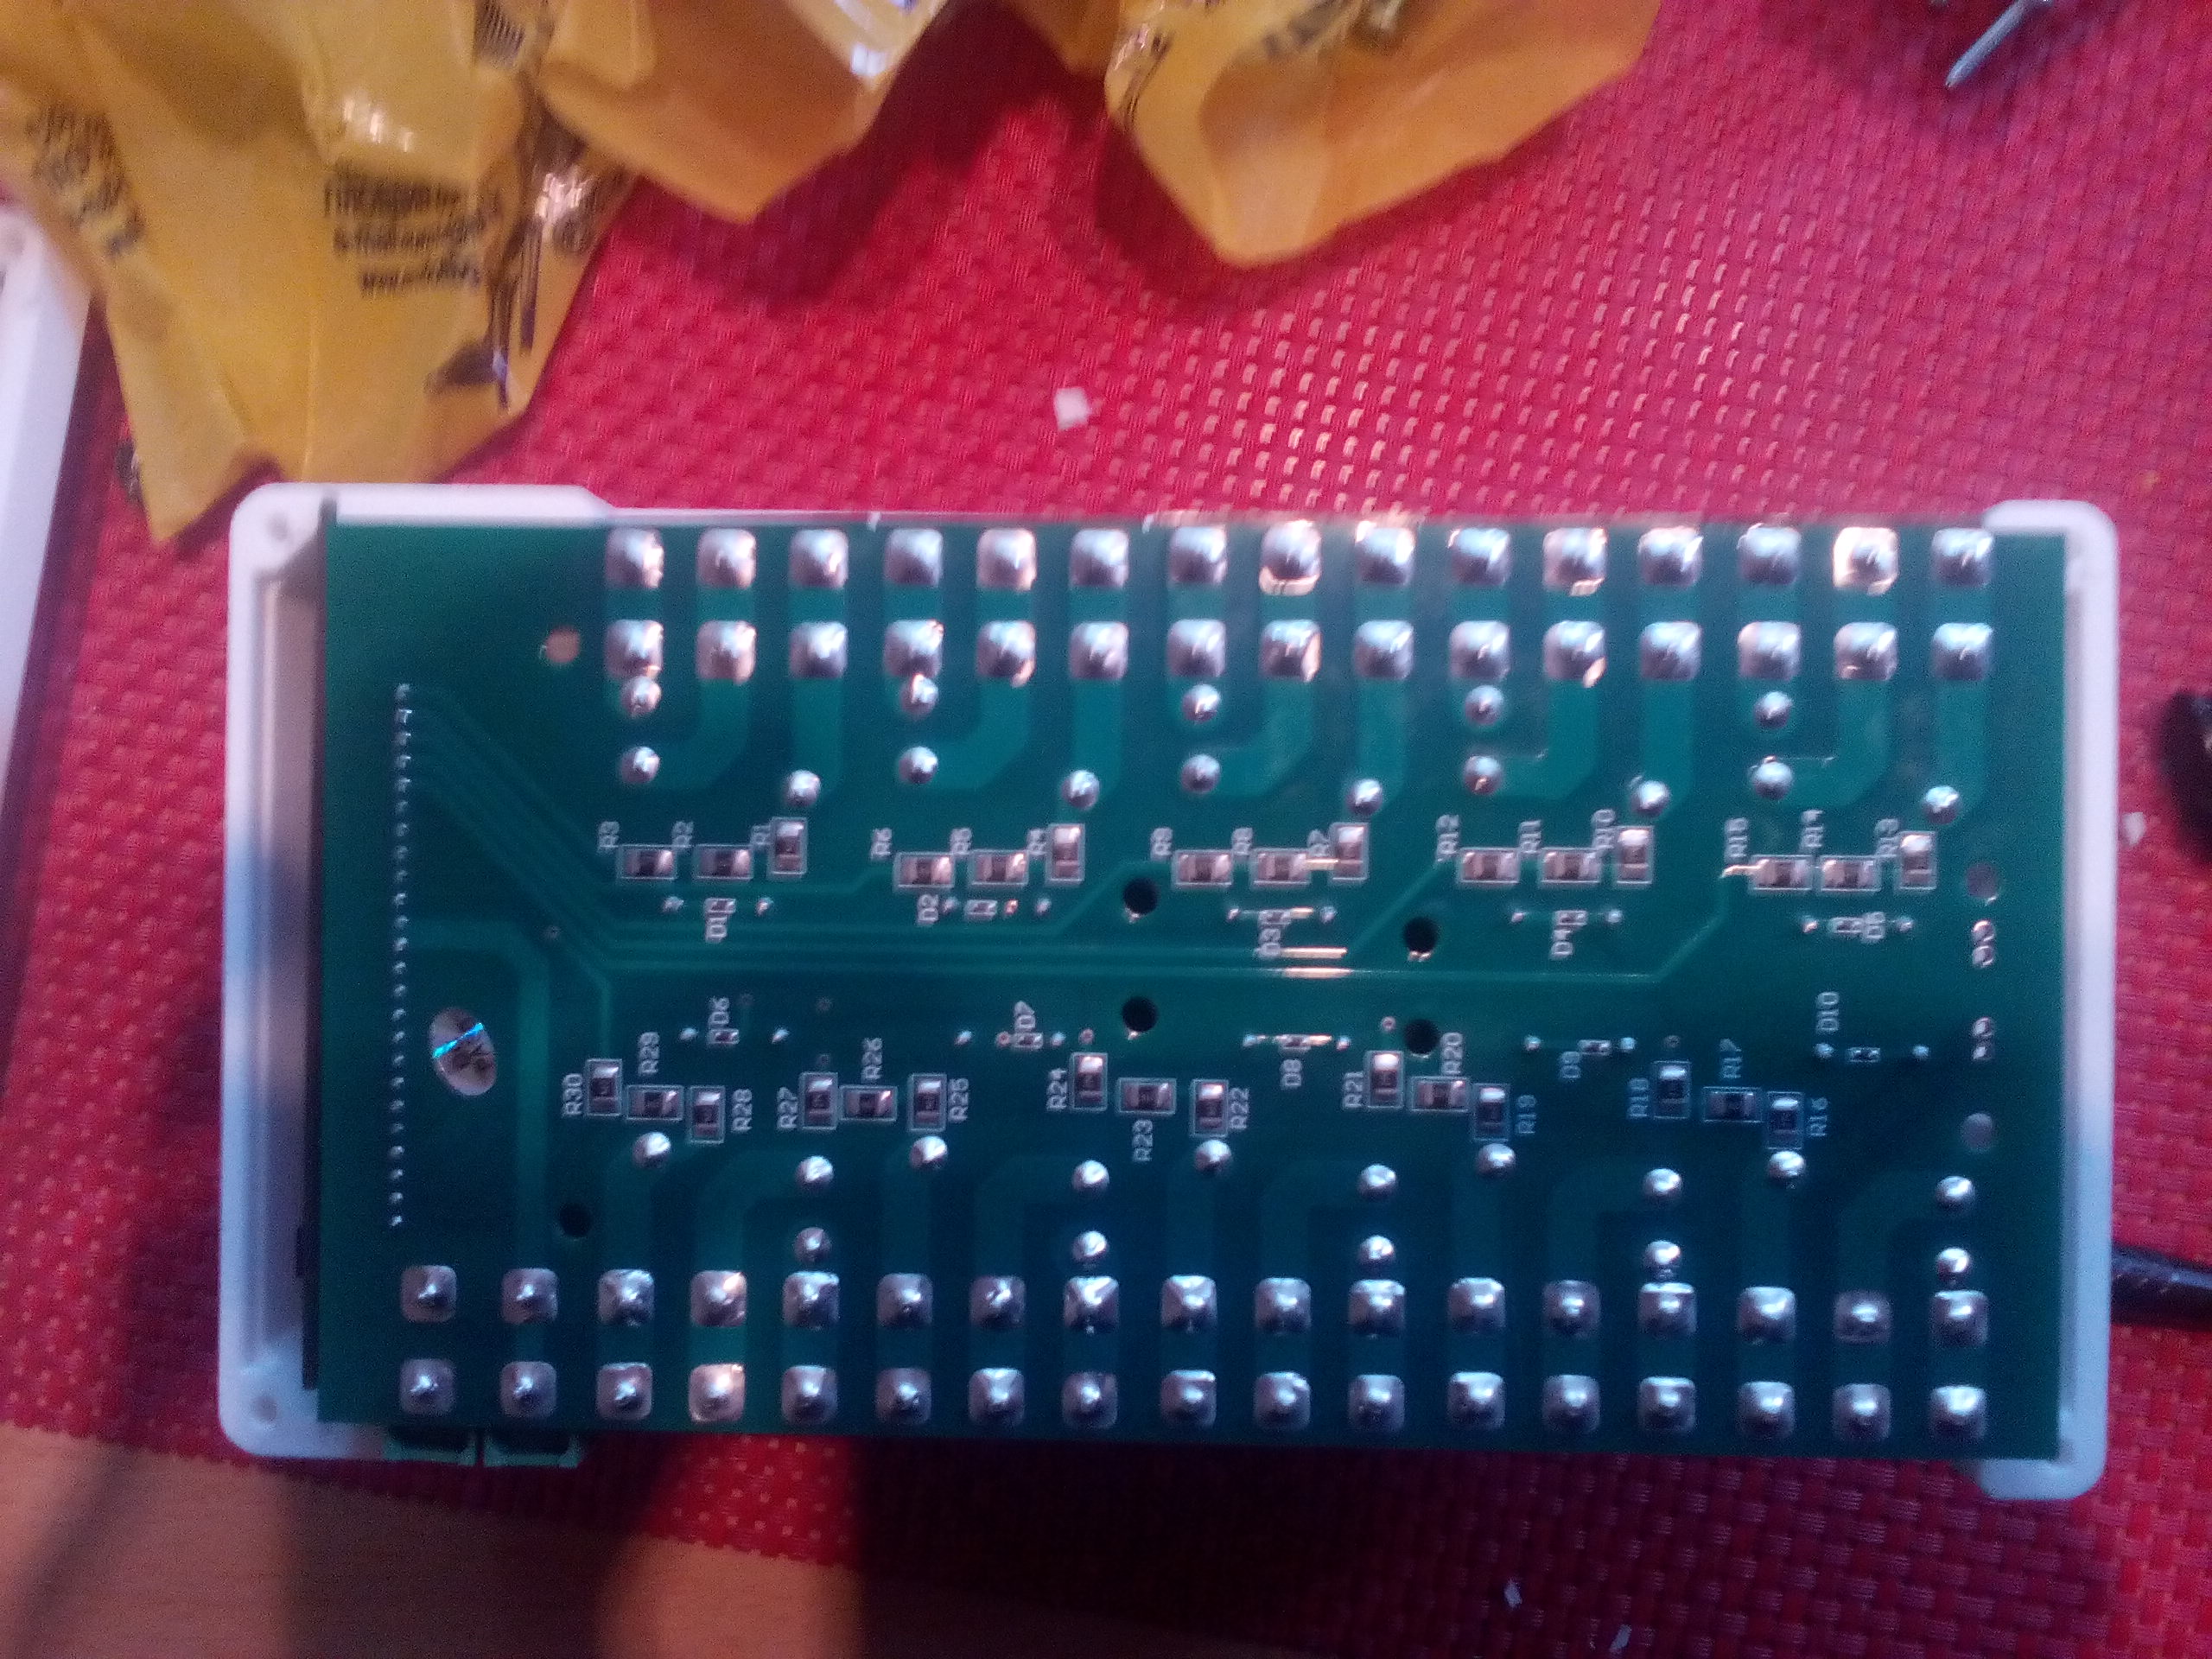 R3 R2 R1 R6 R5 R4 R9 R8 R7 R12 R11 R10 R15 R14 R13
D1 D2 D3 D4 D5
D6 D7 D8 D9 D10
R30 R29 R28 R27 R26 R25 R24 R23 R22 R21 R20 R19 R18 R17 R16